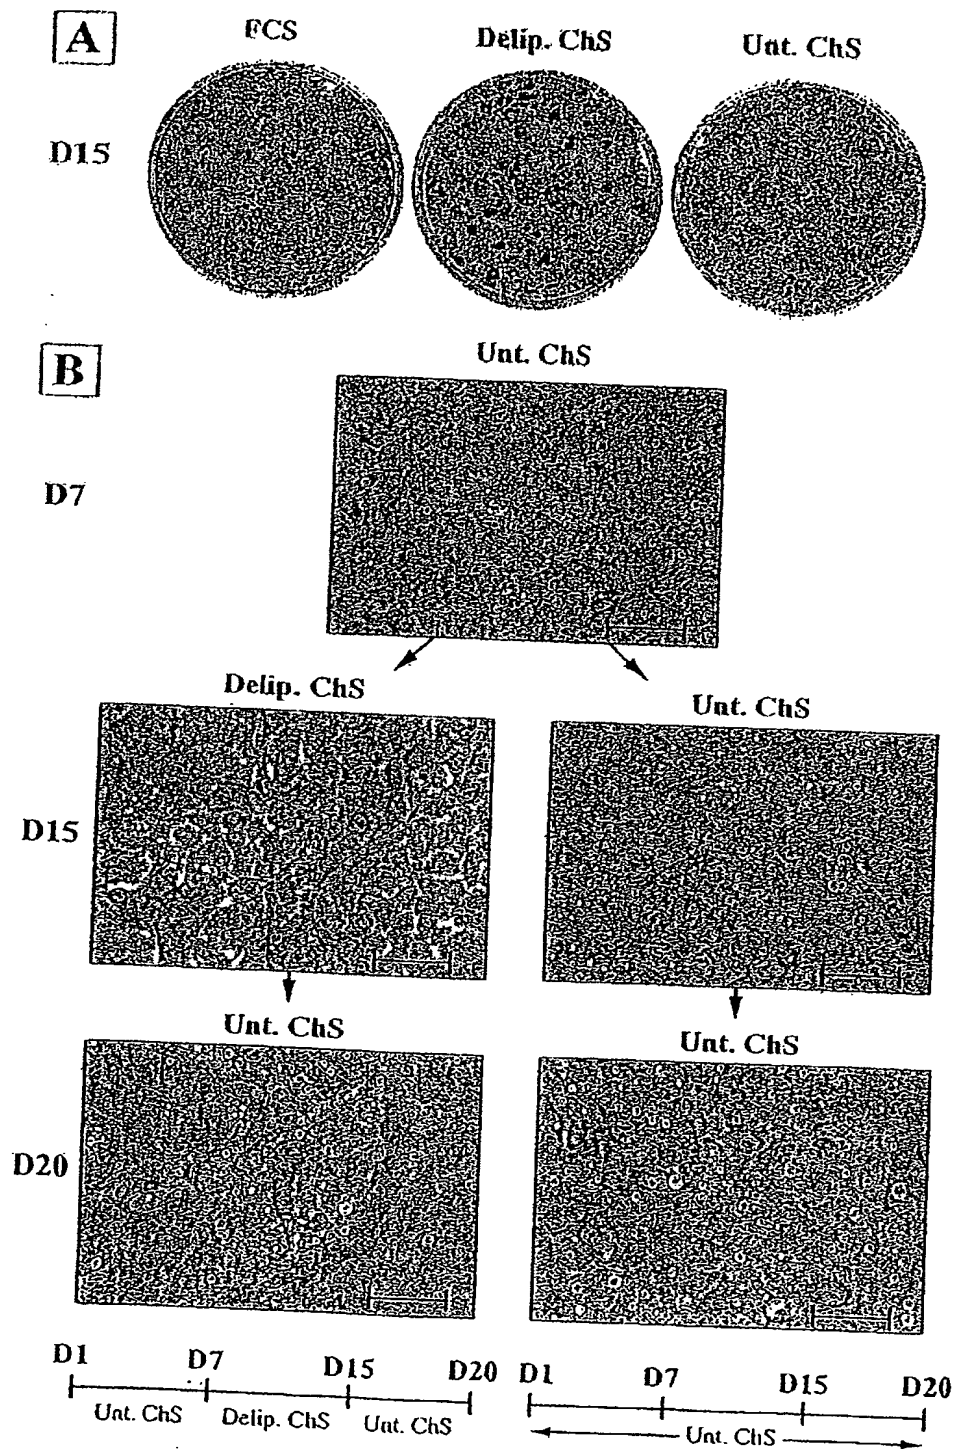 A
FCS
Delip. ChS
Unt. ChS
D15
B
Unt. ChS
D7
Delip. ChS
Unt. ChS
D15
Unt. ChS
Unt. ChS
D20
D1 D7 D15 D20
Unt. ChS Delip. ChS Unt. ChS
D1 D7 D15 D20
Unt. ChS